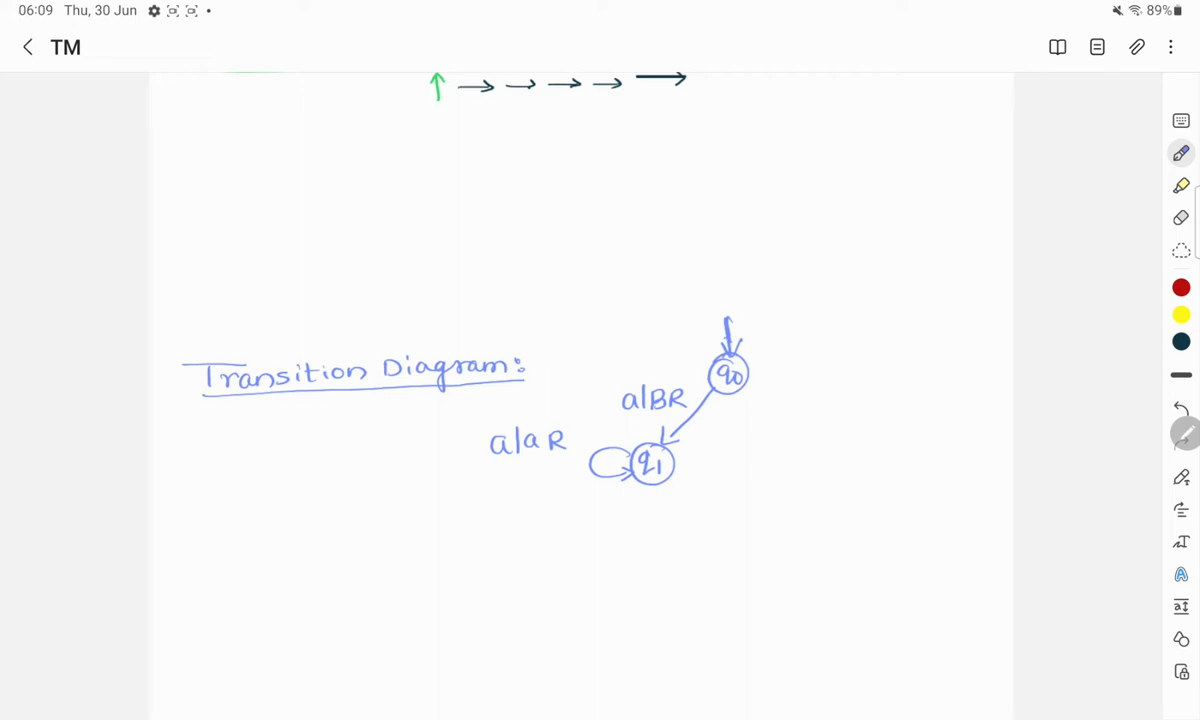 06:09 Thu, 30 Jun 89%
TM
Transition Diagram:
q0
a|BR
a|a R
q1